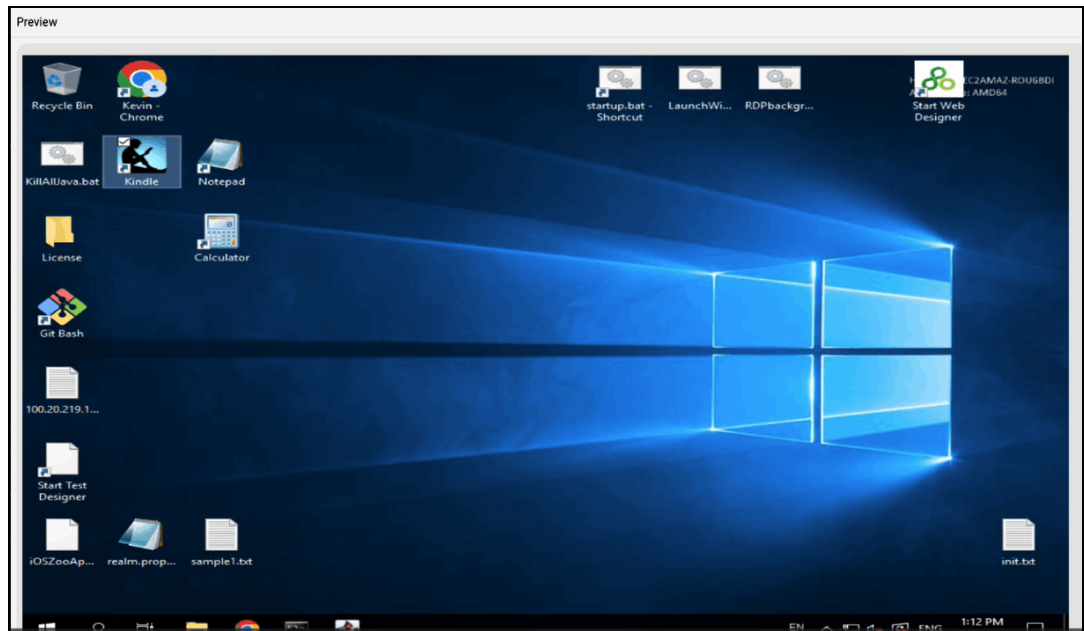 Preview
Recycle Bin
Kevin -
Chrome
startup.bat -
Shortcut
LaunchWi...
RDPbackgr...
EC2AMAZ-ROU6BDI
: AMD64
Start Web
Designer
KillAllJava.bat
Kindle
Notepad
License
Calculator
Git Bash
100.20.219.1...
Start Test
Designer
iOSZooAp...
realm.prop...
sample1.txt
init.txt
EN
ENG
1:12 PM